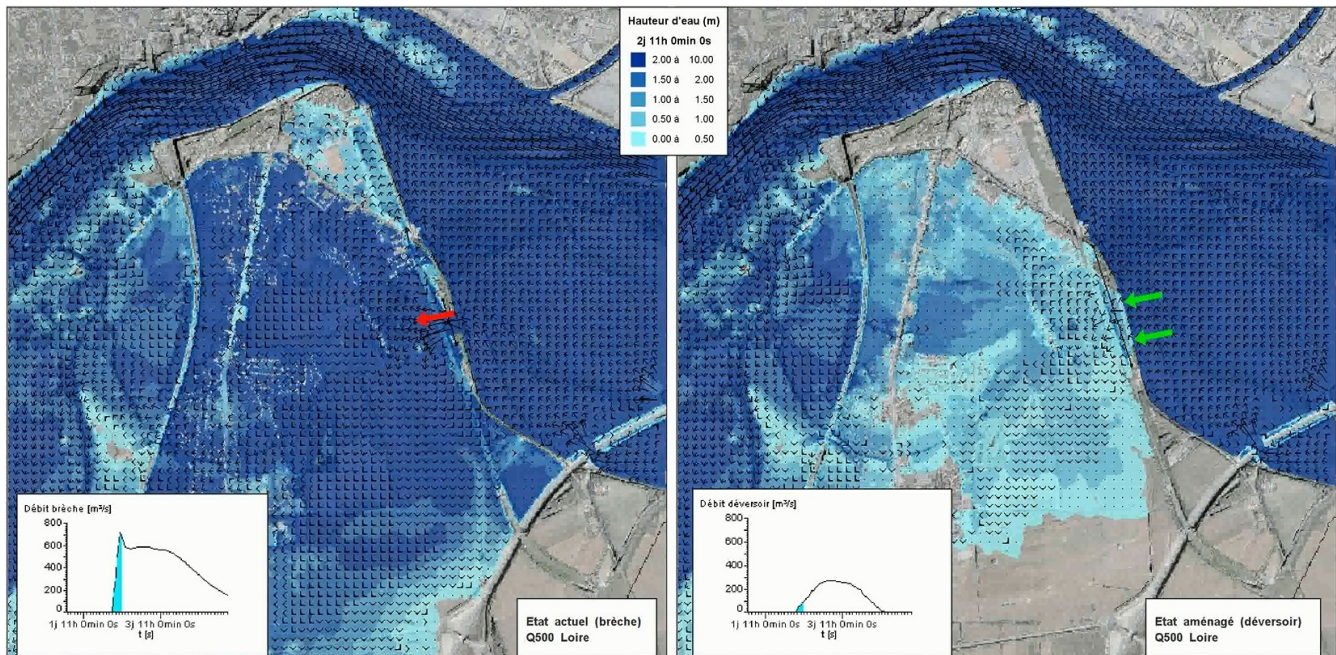 Hauteur d'eau (m)
2j 11h 0min 0s
2.00 à 10.00
1.50 à 2.00
1.00 à 1.50
0.50 à 1.00
0.00 à 0.50
Débit brèche [m³/s]
800
600
400
200
0
1j 11h 0min 0s 3j 11h 0min 0s
t [s]
Etat actuel (brèche)
Q500 Loire
Débit déversoir [m³/s]
800
600
400
200
0
1j 11h 0min 0s 3j 11h 0min 0s
t [s]
Etat aménagé (déversoir)
Q500 Loire